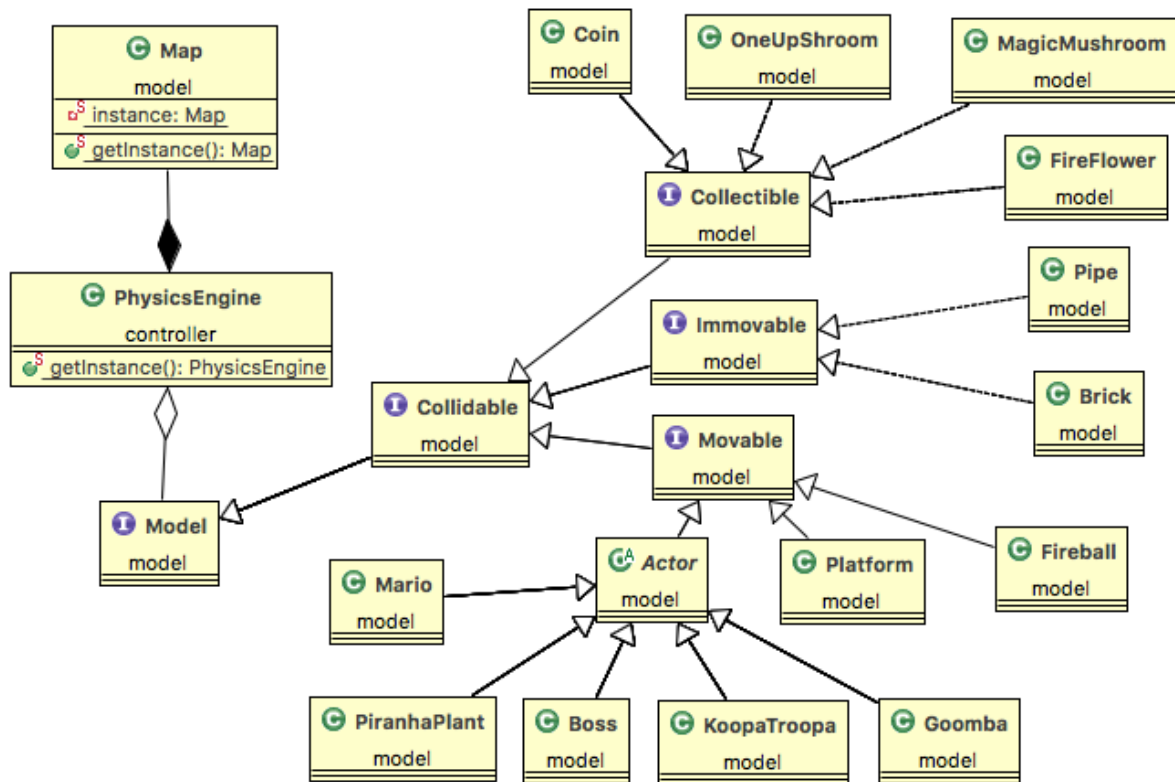 Map
model
instance: Map
getInstance(): Map
PhysicsEngine
controller
getInstance(): PhysicsEngine
Model
model
Coin
model
OneUpShroom
model
MagicMushroom
model
FireFlower
model
Collectible
model
Pipe
model
Immovable
model
Brick
model
Collidable
model
Movable
model
Actor
model
Platform
model
Fireball
model
Mario
model
PiranhaPlant
model
Boss
model
KoopaTroopa
model
Goomba
model